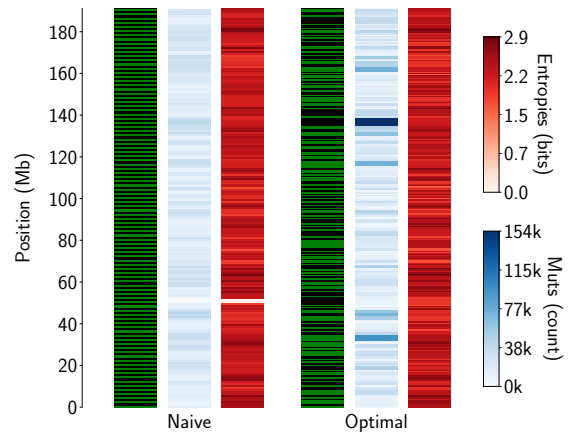 Position (Mb)
180
160
140
120
100
80
60
40
20
0
Naive
Optimal
2.9
2.2
1.5
0.7
0.0
Entropies (bits)
154k
115k
77k
38k
0k
Muts (count)